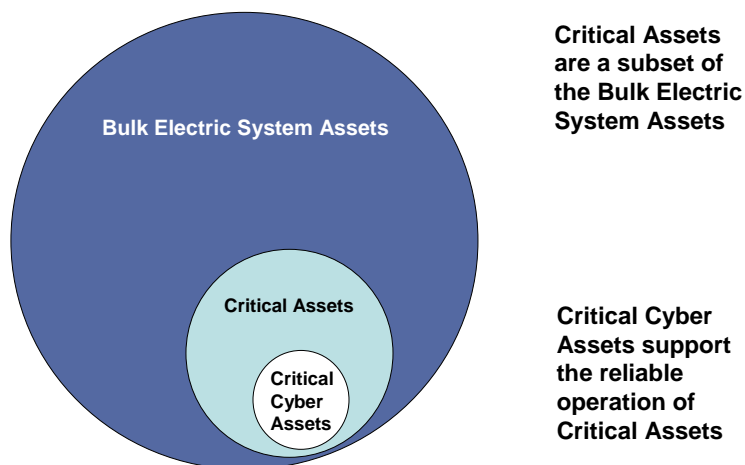 Bulk Electric System Assets
Critical Assets
Critical
Cyber
Assets
Critical Assets
are a subset of
the Bulk Electric
System Assets
Critical Cyber
Assets support
the reliable
operation of
Critical Assets